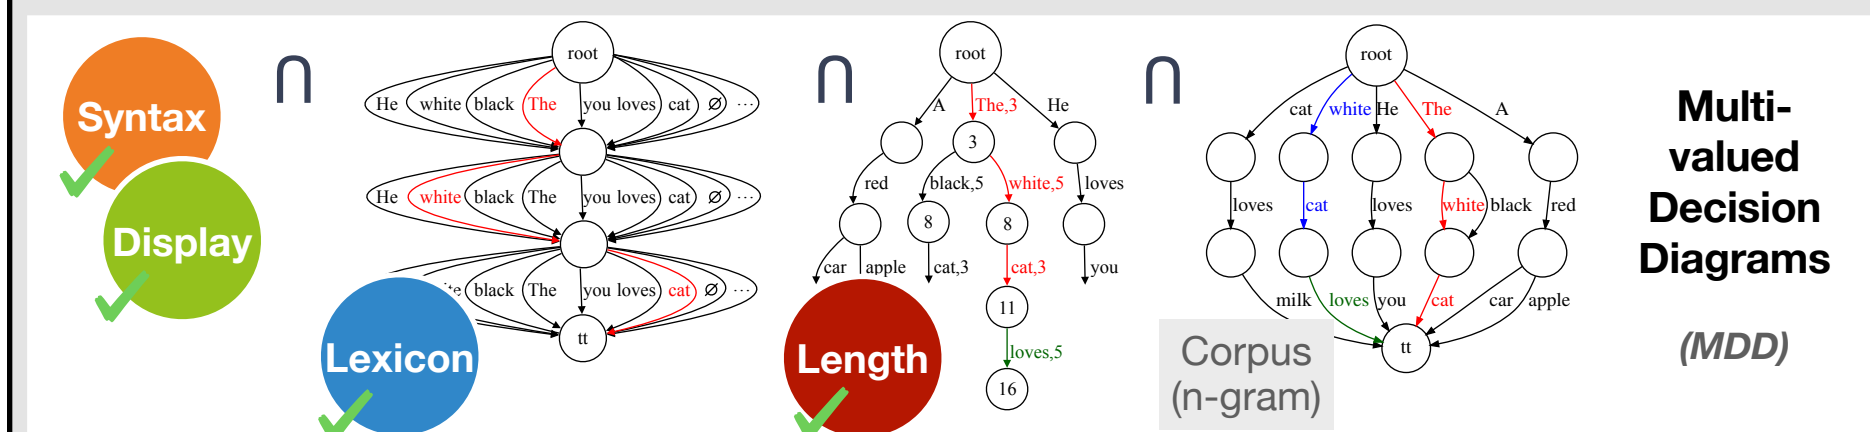 Syntax
Display
∩
root
He white black The you loves cat ∅ ...
He white black The you loves cat ∅ ...
black The you loves cat ∅ ...
tt
Lexicon
∩
root
A The,3 He
3
red black,5 white,5 loves
8 8
car apple cat,3 cat,3 you
11
loves,5
16
Length
∩
root
cat white He The A
loves cat loves white black red
milk loves you cat car apple
tt
Corpus
(n-gram)
Multi-
valued
Decision
Diagrams
(MDD)